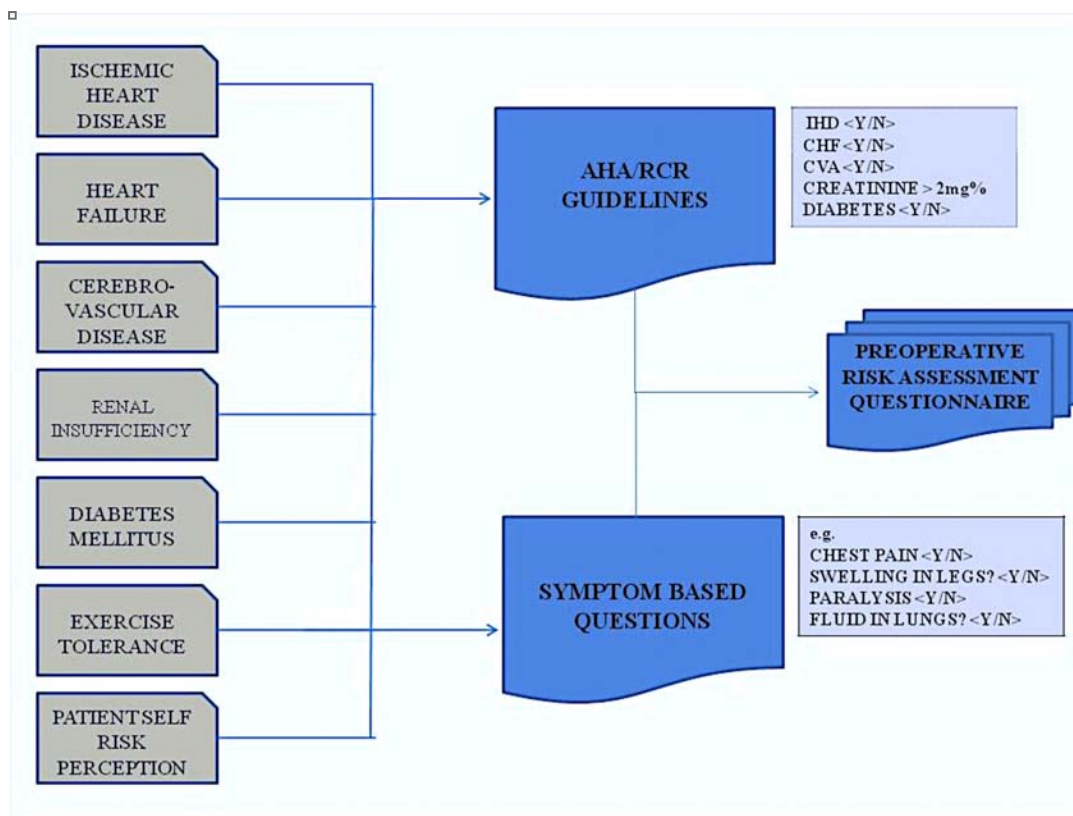 ISCHEMIC
HEART
DISEASE
HEART
FAILURE
CEREBRO-
VASCULAR
DISEASE
RENAL
INSUFFICIENCY
DIABETES
MELLITUS
EXERCISE
TOLERANCE
PATIENT SELF
RISK
PERCEPTION
AHA/RCR
GUIDELINES
IHD <Y/N>
CHF <Y/N>
CVA <Y/N>
CREATININE > 2mg%
DIABETES <Y/N>
PREOPERATIVE
RISK ASSESSMENT
QUESTIONNAIRE
SYMPTOM BASED
QUESTIONS
e.g.
CHEST PAIN <Y/N>
SWELLING IN LEGS? <Y/N>
PARALYSIS <Y/N>
FLUID IN LUNGS? <Y/N>